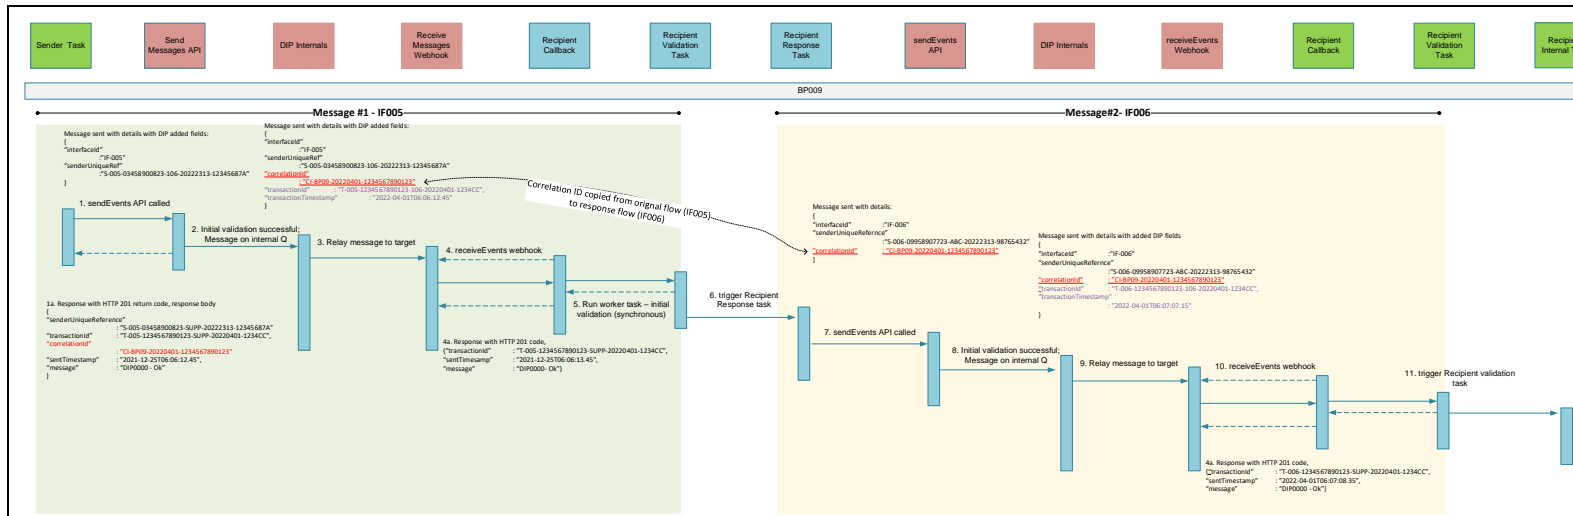 Sender Task
Send
Messages API
DIP Internals
Receive
Messages
Webhook
Recipient
Callback
Recipient
Validation
Task
Recipient
Response
Task
sendEvents
API
DIP Internals
receiveEvents
Webhook
Recipient
Callback
Recipient
Validation
Task
Recipie
Internal T
BP009
Message #1 - IF005
Message#2- IF006
Message sent with details with DIP added fields:
{
"interfaceId"
:"IF-005"
"senderUniqueRef"
:"S-005-03458900823-106-20222313-12345687A"
}
Message sent with details with DIP added fields:
{
"interfaceId"
:"IF-005"
"senderUniqueRef"
:"S-005-03458900823-106-20222313-12345687A"
"correlationId"
: "CI-BP09-20220401-1234567890123"
"transactionId" : "T-005-1234567890123-106-20220401-1234CC",
"transactionTimestamp" : "2022-04-01T06:06:12.45"
}
Correlation ID copied from orignal flow (IF005)
to response flow (IF006)
1. sendEvents API called
2. Initial validation successful;
Message on internal Q
3. Relay message to target
4. receiveEvents webhook
5. Run worker task – initial
validation (synchronous)
6. trigger Recipient
Response task
1a. Response with HTTP 201 return code, response body
{
"senderUniqueReference"
: "S-005-03458900823-SUPP-20222313-12345687A"
"transactionId" : "T-005-1234567890123-SUPP-20220401-1234CC",
"correlationId"
: "CI-BP09-20220401-1234567890123"
"sentTimestamp" : "2021-12-25T06:06:12.45",
"message" : "DIP0000 - Ok"
}
4a. Response with HTTP 201 code,
{"transactionId" : "T-005-1234567890123-SUPP-20220401-1234CC",
"sentTimesamp" : "2021-12-25T06:06:13.45",
"message" : "DIP0000- Ok"}
Message sent with details:
{
"interfaceId" :"IF-006"
"senderUniqueRefernce"
:"S-006-09958907723-ABC-20222313-98765432"
"correlationId" : "CI-BP09-20220401-1234567890123"
}
Message sent with details with added DIP fields
{
"interfaceId" :"IF-006"
"senderUniqueRefernce"
:"S-006-09958907723-ABC-20222313-98765432"
"correlationId" : "CI-BP09-20220401-1234567890123"
"transactionId" : "T-006-1234567890123-106-20220401-1234CC",
"transactionTimestamp"
: "2022-04-01T06:07:07.15"
}
7. sendEvents API called
8. Initial validation successful;
Message on internal Q
9. Relay message to target
10. receiveEvents webhook
11. trigger Recipient validation
task
4a. Response with HTTP 201 code,
{"transactionId" : "T-006-1234567890123-SUPP-20220401-1234CC",
"sentTimestamp" : "2022-04-01T06:07:08.35",
"message" : "DIP0000 - Ok"}